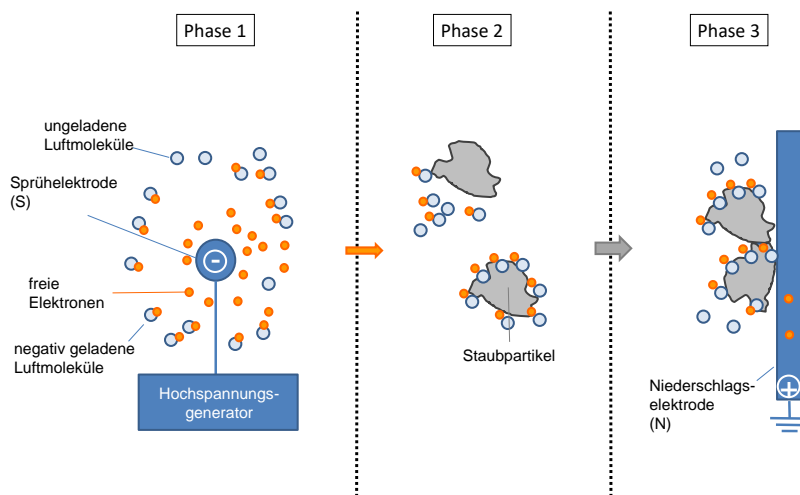 Phase 1
Phase 2
Phase 3
ungeladene
Luftmoleküle
Sprühelektrode
(S)
-
freie
Elektronen
negativ geladene
Luftmoleküle
Hochspannungs-
generator
Staubpartikel
Niederschlags-
elektrode
(N)
+